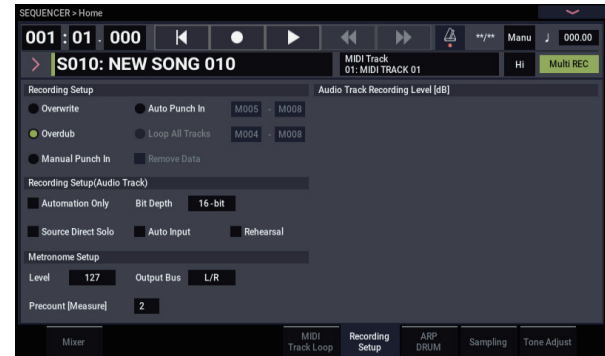 SEQUENCER > Home
001 : 01 . 000 **/** Manu ♩ 000.00
S010: NEW SONG 010
MIDI Track
01: MIDI TRACK 01
Hi Multi REC
Recording Setup
Audio Track Recording Level [dB]
Overwrite Auto Punch In M005 - M008
Overdub Loop All Tracks M004 - M008
Manual Punch In Remove Data
Recording Setup(Audio Track)
Automation Only Bit Depth 16-bit
Source Direct Solo Auto Input Rehearsal
Metronome Setup
Level 127 Output Bus L/R
Precount [Measure] 2
Mixer
MIDI
Track Loop
Recording
Setup
ARP
DRUM
Sampling
Tone Adjust